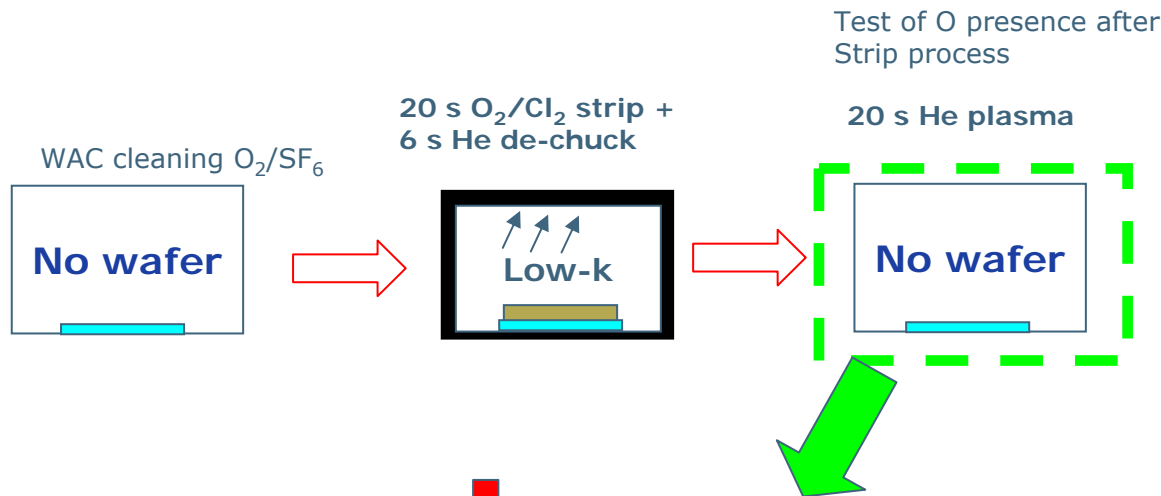 WAC cleaning O₂/SF₆
No wafer
20 s O₂/Cl₂ strip +
6 s He de-chuck
Low-k
Test of O presence after
Strip process
20 s He plasma
No wafer